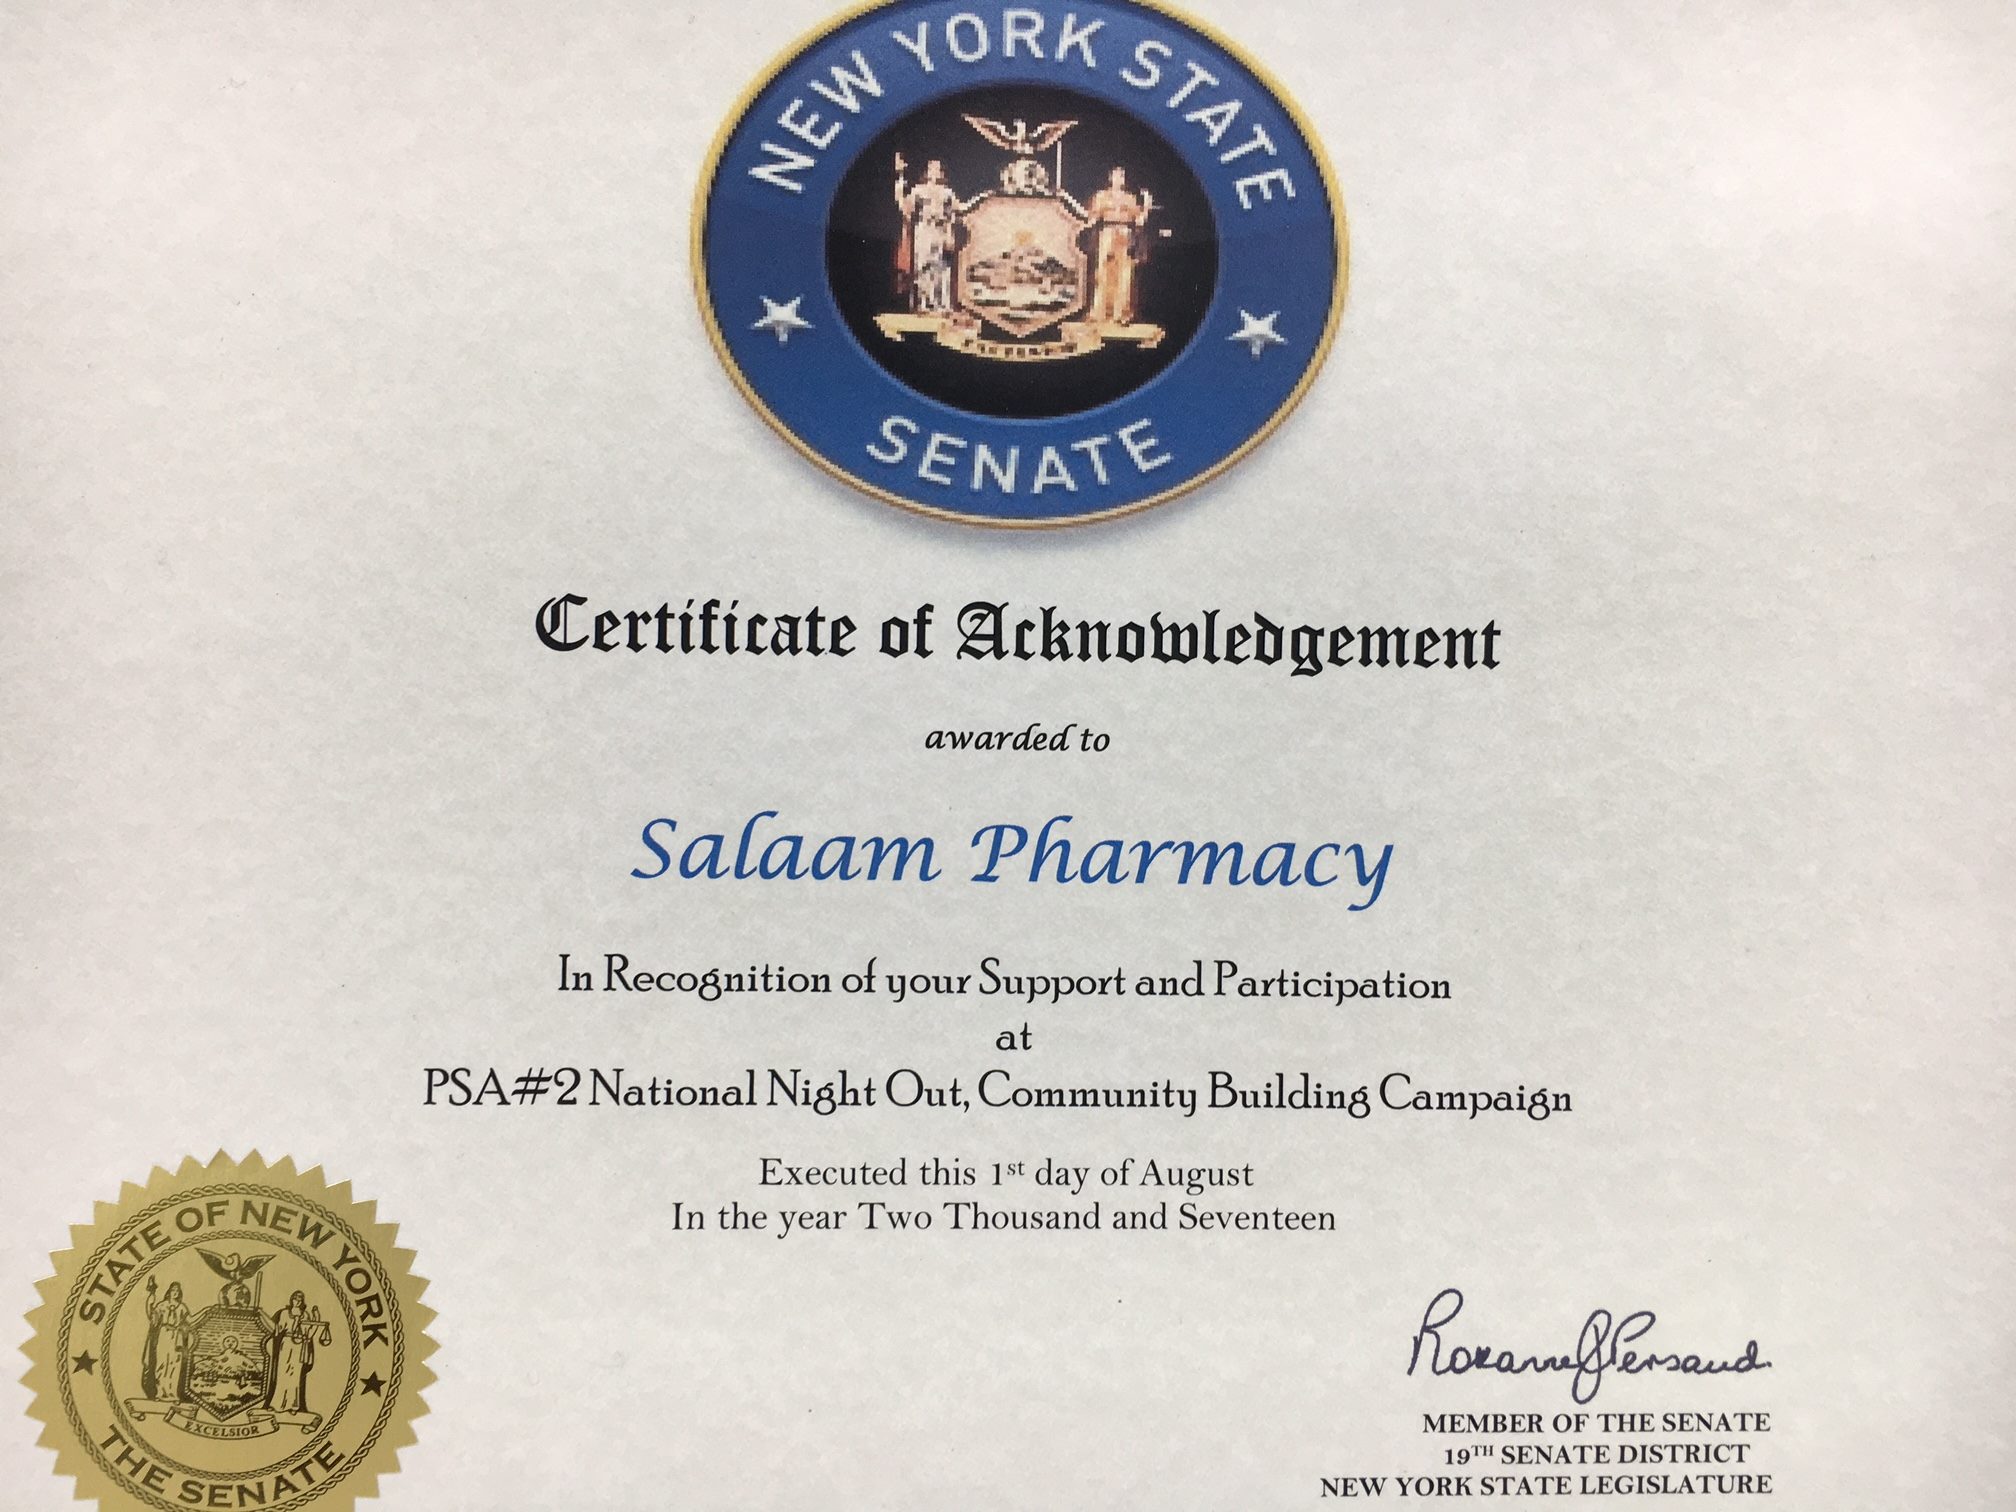 NEW YORK STATE
SENATE
Certificate of Acknowledgement
awarded to
Salaam Pharmacy
In Recognition of your Support and Participation
at
PSA#2 National Night Out, Community Building Campaign
Executed this 1st day of August
In the year Two Thousand and Seventeen
STATE OF NEW YORK
EXCELSIOR
THE SENATE
Roxanne J Persaud
MEMBER OF THE SENATE
19TH SENATE DISTRICT
NEW YORK STATE LEGISLATURE